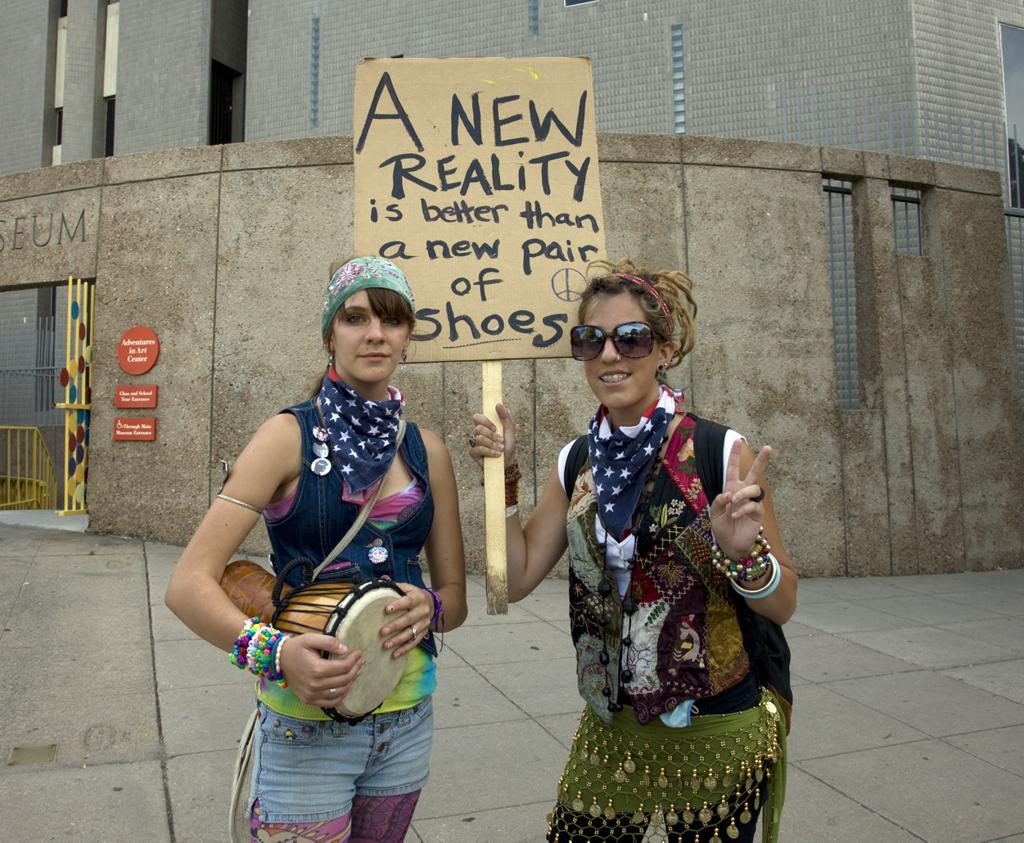 A NEW
REALITY
is better than
a new pair
of
shoes
SEUM
Adventures
in Art
Center
Class and School
Tour Entrance
Through Main
Museum Entrance